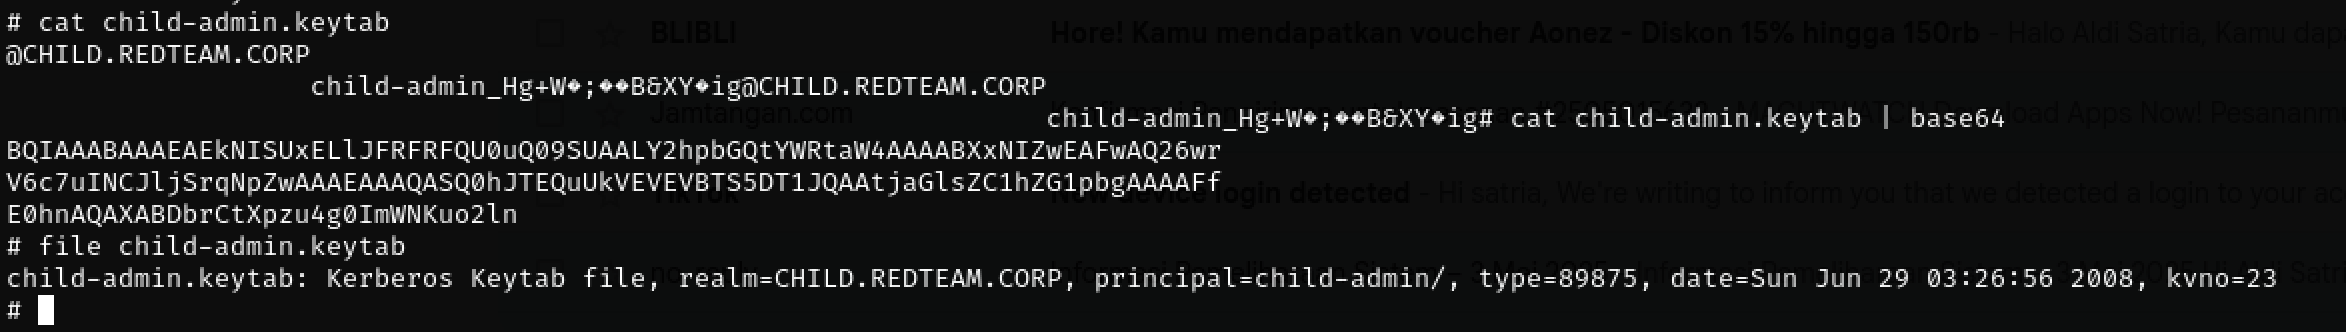 # cat child-admin.keytab
@CHILD.REDTEAM.CORP
child-admin_Hg+W�;��B&XY�ig@CHILD.REDTEAM.CORP
child-admin_Hg+W�;��B&XY�ig# cat child-admin.keytab | base64
BQIAAABAAAEAEkNISUxELlJFRFRFQU0uQ09SUAALY2hpbGQtYWRtaW4AAAABXxNIZwEAFwAQ26wr
V6c7uINCJljSrqNpZwAAAEAAAQASQ0hJTEQuUkVEVEVBTS5DT1JQAAtjaGlsZC1hZG1pbgAAAAFf
E0hnAQAXABDbrCtXpzu4g0ImWNKuo2ln
# file child-admin.keytab
child-admin.keytab: Kerberos Keytab file, realm=CHILD.REDTEAM.CORP, principal=child-admin/, type=89875, date=Sun Jun 29 03:26:56 2008, kvno=23
#
BLIBLI
Hore! Kamu mendapatkan voucher Aonez - Diskon 15% hingga 150rb - Halo Aldi Satria, Kamu dap
Jamtangan.com
Download Apps Now! Pesananm
TikTok
New device login detected - Hi satria, We're writing to inform you that we detected a login to your ac